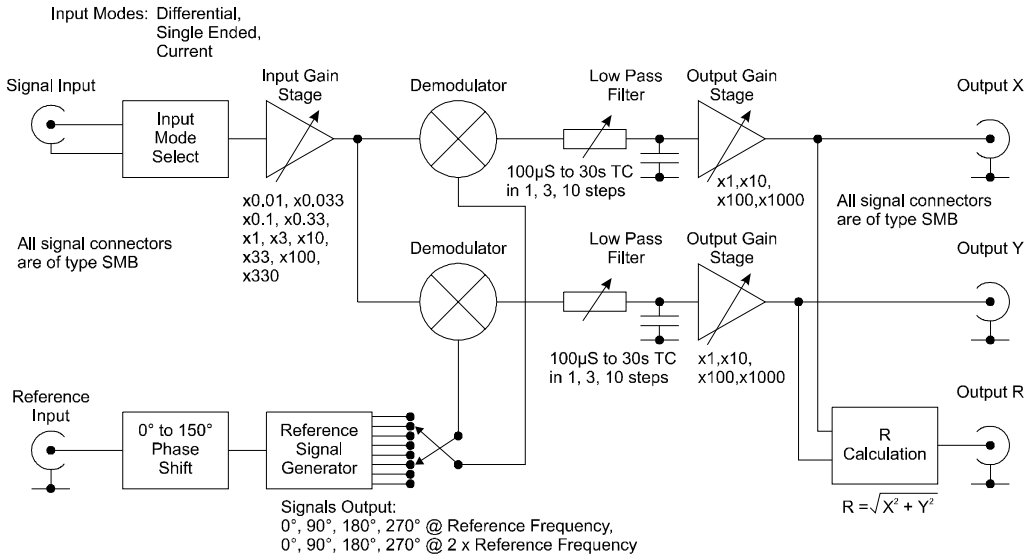 Input Modes: Differential,
Single Ended,
Current
Signal Input
Input Gain
Stage
Demodulator
Low Pass
Filter
Output Gain
Stage
Output X
Input
Mode
Select
100µS to 30s TC
in 1, 3, 10 steps
x1,x10,
x100,x1000
x0.01, x0.033
x0.1, x0.33,
x1, x3, x10,
x33, x100,
x330
All signal connectors
are of type SMB
All signal connectors
are of type SMB
Demodulator
Low Pass
Filter
Output Gain
Stage
Output Y
100µS to 30s TC
in 1, 3, 10 steps
x1,x10,
x100,x1000
Reference
Input
0° to 150°
Phase
Shift
Reference
Signal
Generator
Output R
R
Calculation
R = √X² + Y²
Signals Output:
0°, 90°, 180°, 270° @ Reference Frequency,
0°, 90°, 180°, 270° @ 2 x Reference Frequency